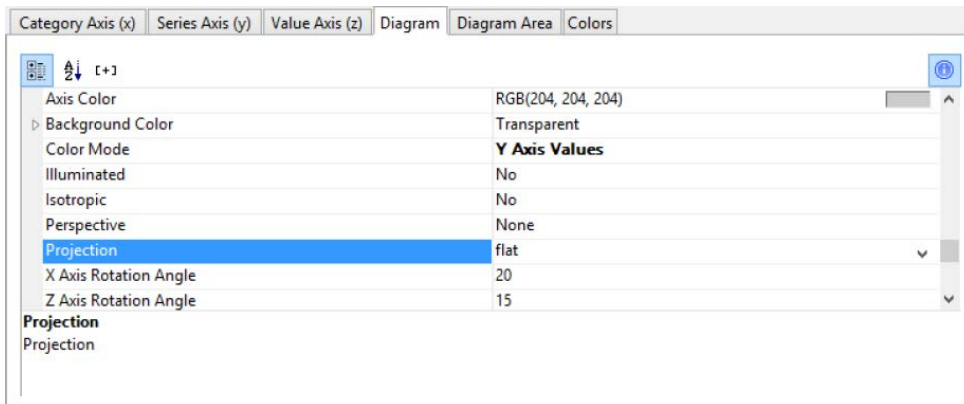 Category Axis (x) Series Axis (y) Value Axis (z) Diagram Diagram Area Colors
A Z [+] i
Axis Color RGB(204, 204, 204)
Background Color Transparent
Color Mode Y Axis Values
Illuminated No
Isotropic No
Perspective None
Projection flat
X Axis Rotation Angle 20
Z Axis Rotation Angle 15
Projection
Projection